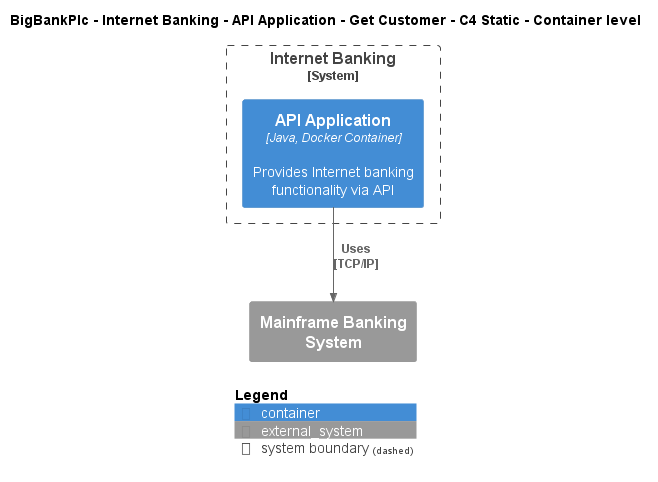 BigBankPlc - Internet Banking - API Application - Get Customer - C4 Static - Container level
Internet Banking
[System]
API Application
[Java, Docker Container]
Provides Internet banking
functionality via API
Uses
[TCP/IP]
Mainframe Banking
System
Legend
container
external_system
system boundary (dashed)